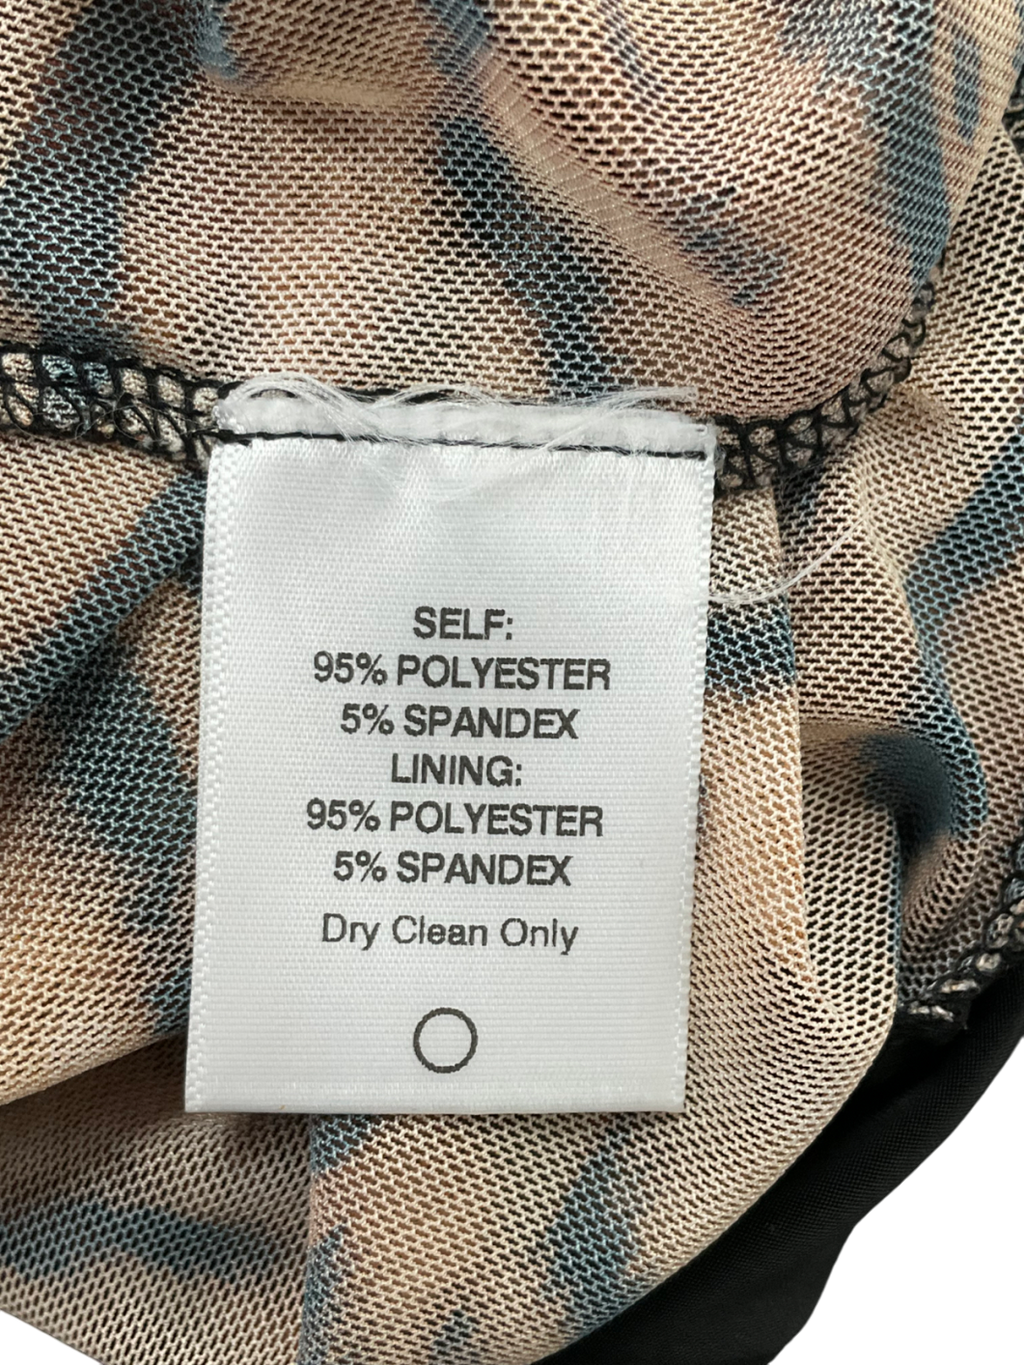 SELF:
95% POLYESTER
5% SPANDEX
LINING:
95% POLYESTER
5% SPANDEX
Dry Clean Only